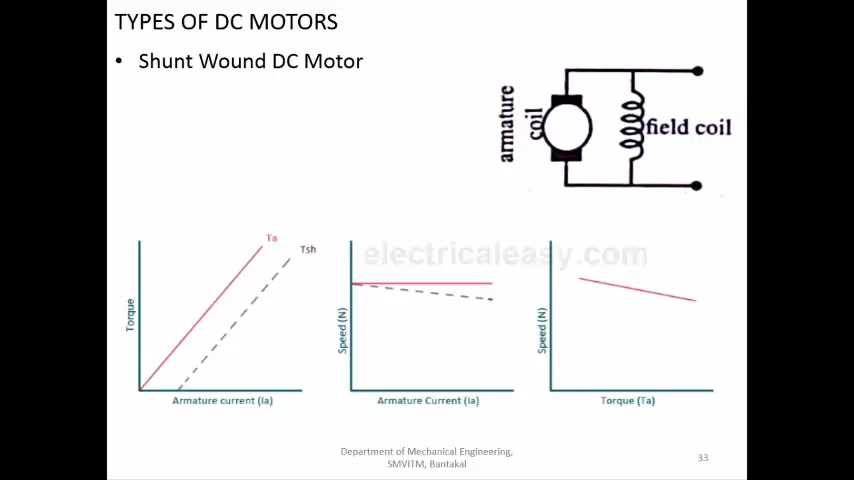 TYPES OF DC MOTORS
• Shunt Wound DC Motor
armature
coil
field coil
electricaleasy.com
Ta
Tsh
Torque
Armature current (Ia)
Speed (N)
Armature Current (Ia)
Speed (N)
Torque (Ta)
Department of Mechanical Engineering,
SMVITM, Bantakal
33